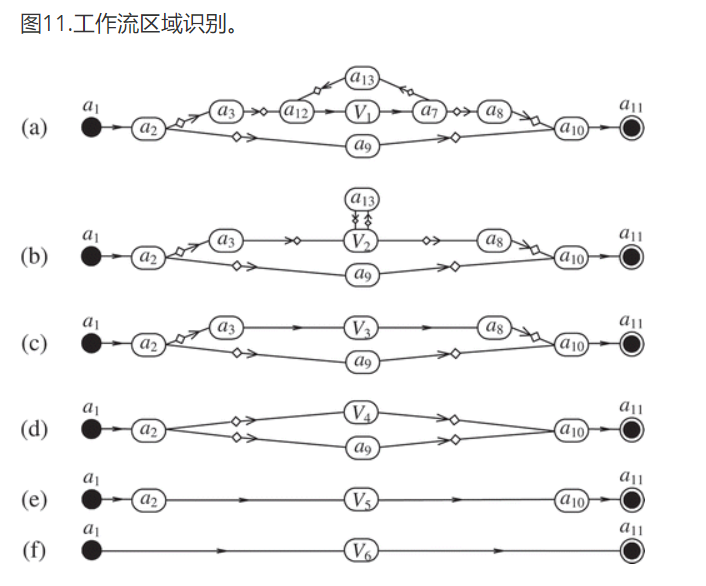 图11.工作流区域识别。
a13
a1 a3 a12 V1 a7 a8 a11
(a) a2 a10
a9
a13
a1 a3 V2 a8 a11
(b) a2 a10
a9
a1 a3 V3 a8 a11
(c) a2 a10
a9
a1 V4 a11
(d) a2 a10
a9
a1 a11
(e) a2 V5 a10
a1 a11
(f) V6